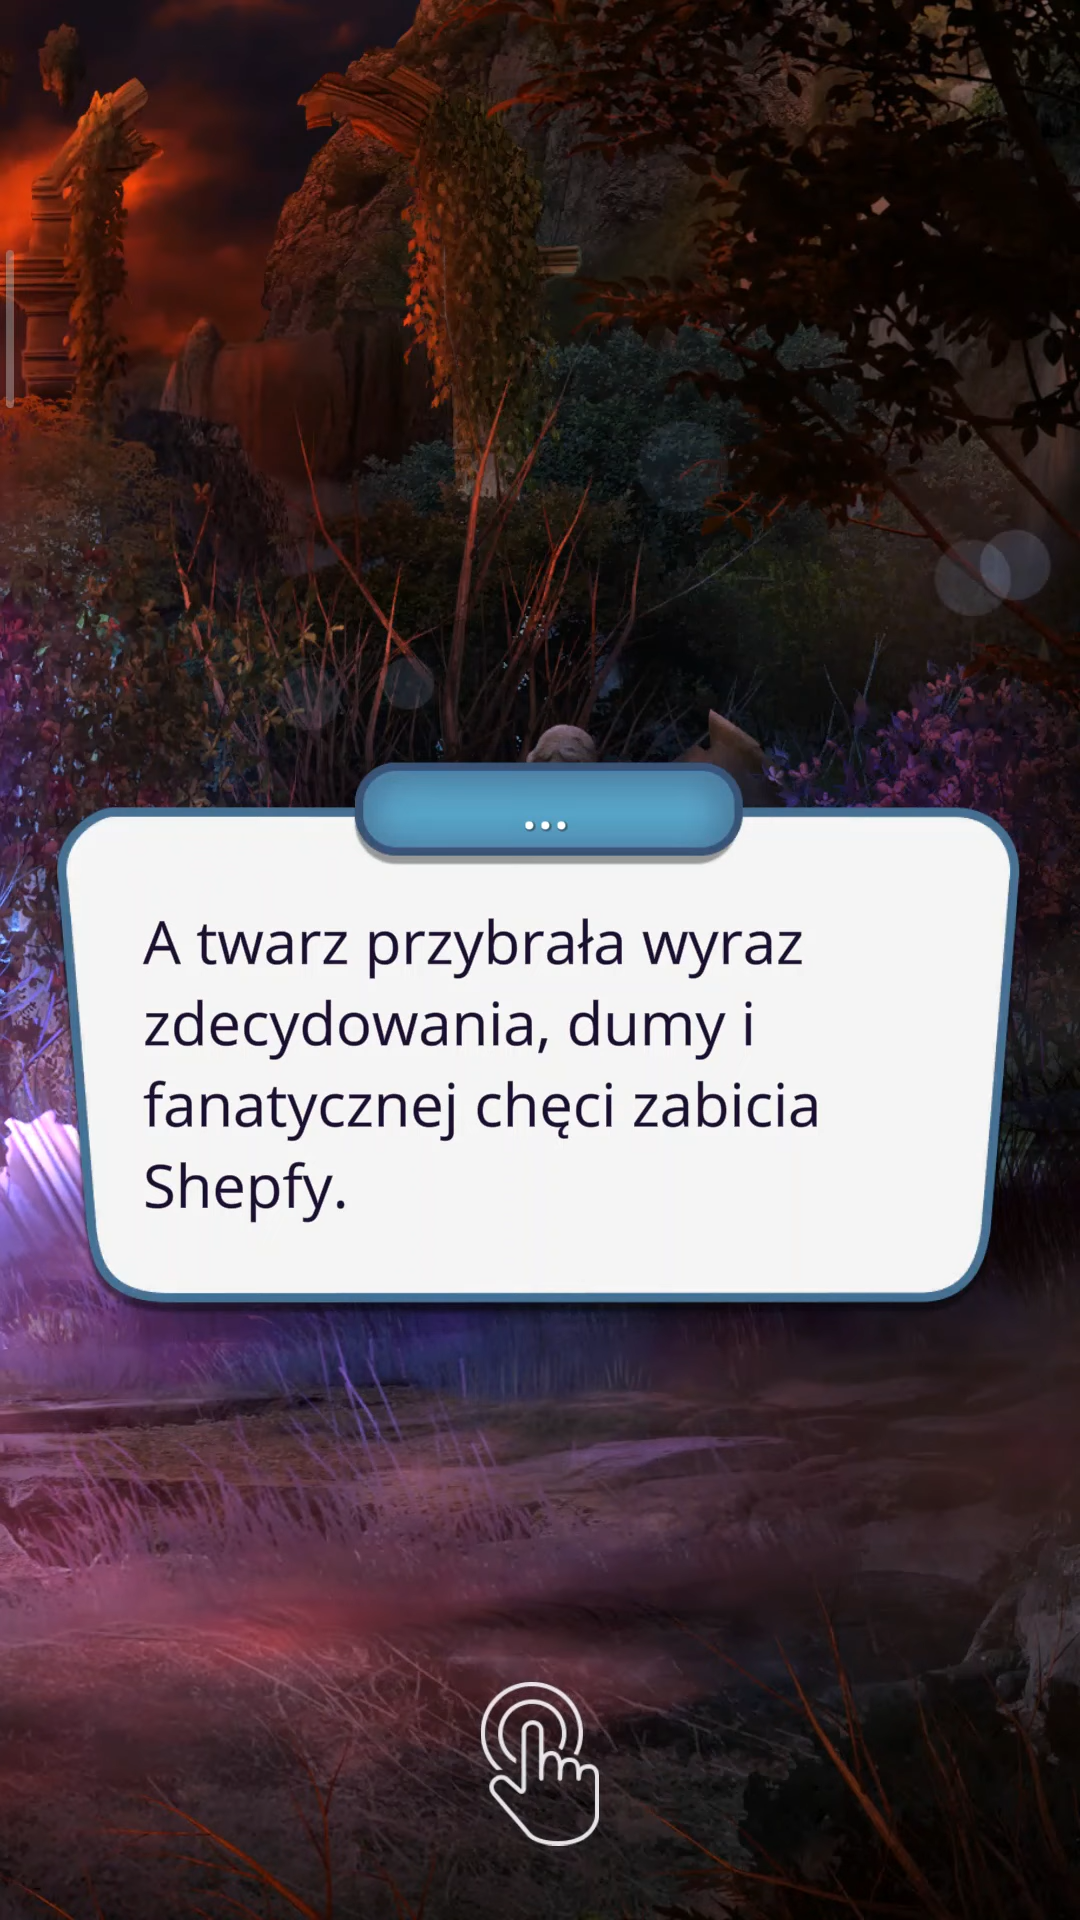 ...
A twarz przybrała wyraz
zdecydowania, dumy i
fanatycznej chęci zabicia
Shepfy.